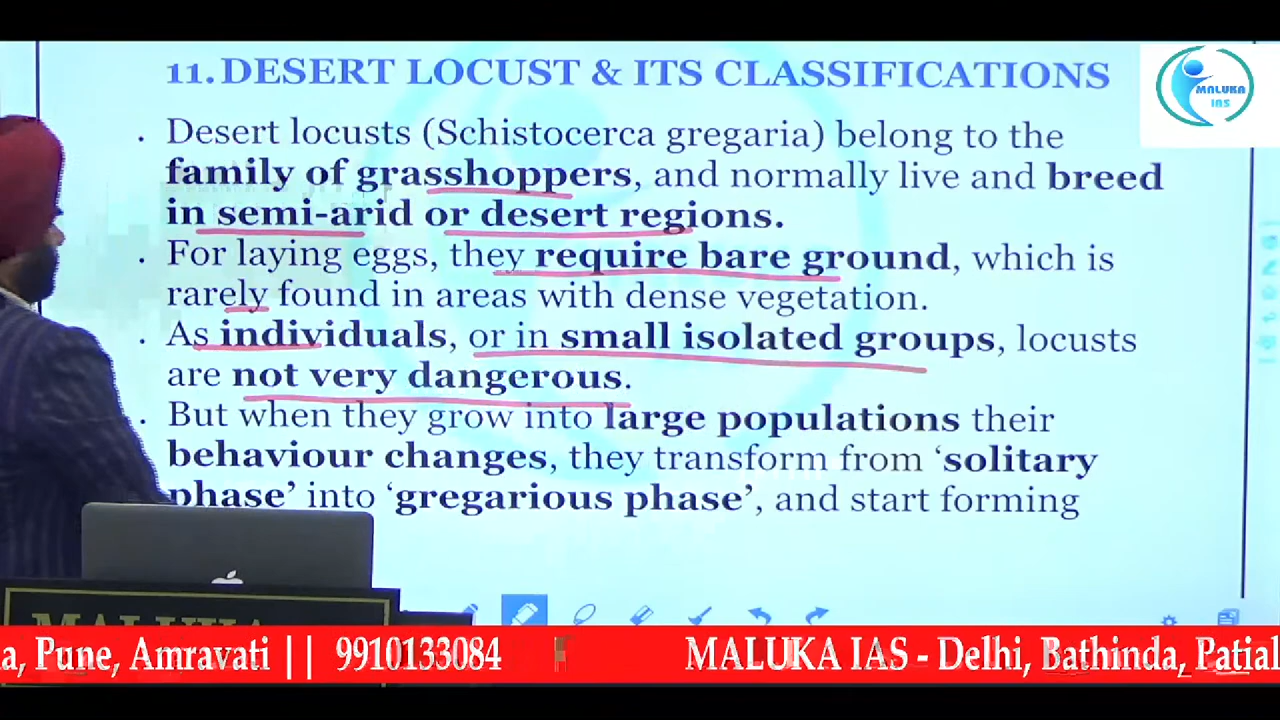 11. DESERT LOCUST & ITS CLASSIFICATIONS
MALUKA
IAS
. Desert locusts (Schistocerca gregaria) belong to the
family of grasshoppers, and normally live and breed
in semi-arid or desert regions.
. For laying eggs, they require bare ground, which is
rarely found in areas with dense vegetation.
. As individuals, or in small isolated groups, locusts
are not very dangerous.
. But when they grow into large populations their
behaviour changes, they transform from ‘solitary
phase’ into ‘gregarious phase’, and start forming
MALUKA
a, Pune, Amravati || 9910133084 MALUKA IAS - Delhi, Bathinda, Patial